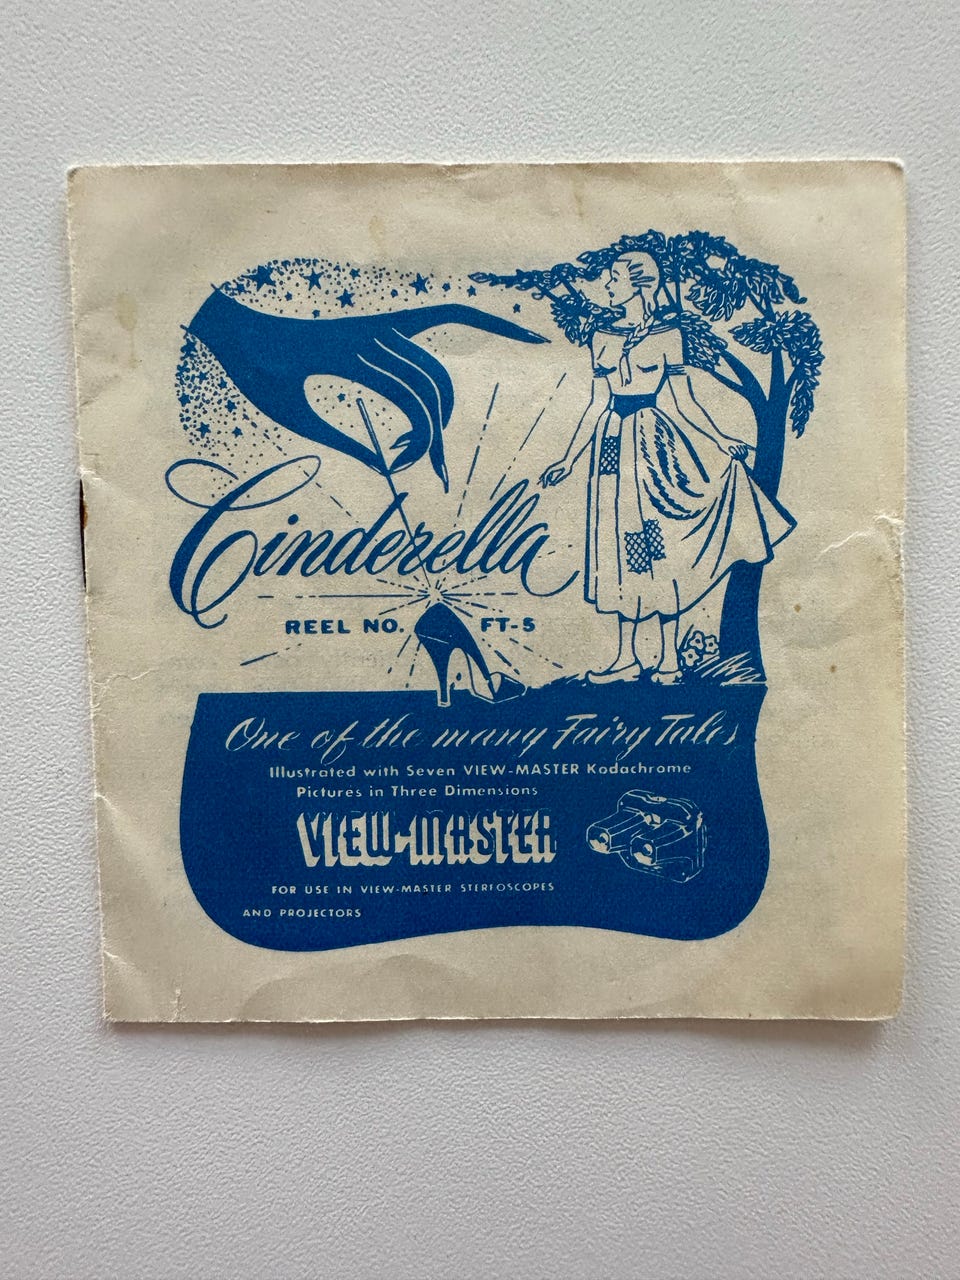 Cinderella
REEL NO. FT-5
One of the many Fairy Tales
Illustrated with Seven VIEW-MASTER Kodachrome
Pictures in Three Dimensions
VIEW-MASTER
FOR USE IN VIEW-MASTER STEREOSCOPES
AND PROJECTORS